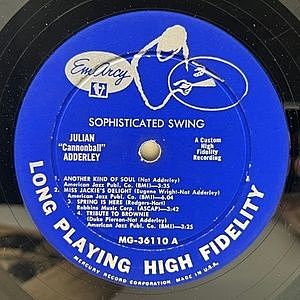 EmArcy
SOPHISTICATED SWING
JULIAN
"Cannonball"
ADDERLEY
A Custom
High Fidelity
Recording
1. ANOTHER KIND OF SOUL (Nat Adderley)
American Jazz Publ. Co. (BMI)—3:35
2. MISS JACKIE'S DELIGHT (Eugene Wright-Nat Adderley)
American Jazz Publ. Co. (BMI)—6:04
3. SPRING IS HERE (Rodgers-Hart)
Robbins Music Corp. (ASCAP)—3:42
4. TRIBUTE TO BROWNIE
(Duke Pierson-Nat Adderley)
American Jazz Publ. Co. (BMI)—3:35
MG-36110 A
LONG PLAYING HIGH FIDELITY
MERCURY RECORD CORPORATION MADE IN U.S.A.